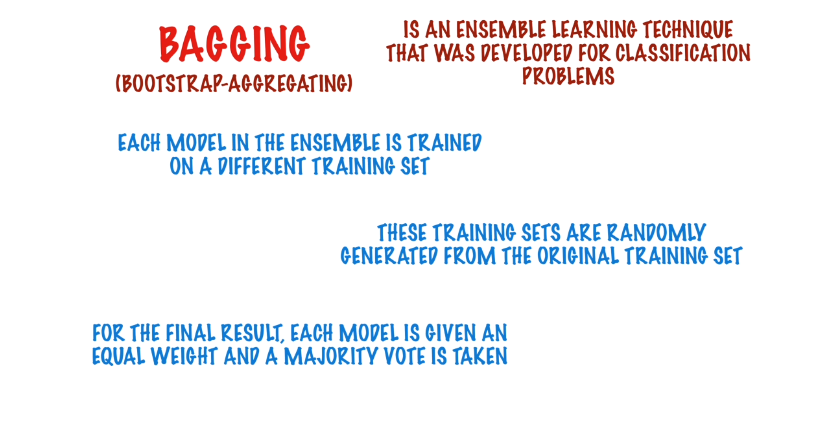 BAGGING
(BOOTSTRAP-AGGREGATING)
IS AN ENSEMBLE LEARNING TECHNIQUE
THAT WAS DEVELOPED FOR CLASSIFICATION
PROBLEMS
EACH MODEL IN THE ENSEMBLE IS TRAINED
ON A DIFFERENT TRAINING SET
THESE TRAINING SETS ARE RANDOMLY
GENERATED FROM THE ORIGINAL TRAINING SET
FOR THE FINAL RESULT, EACH MODEL IS GIVEN AN
EQUAL WEIGHT AND A MAJORITY VOTE IS TAKEN